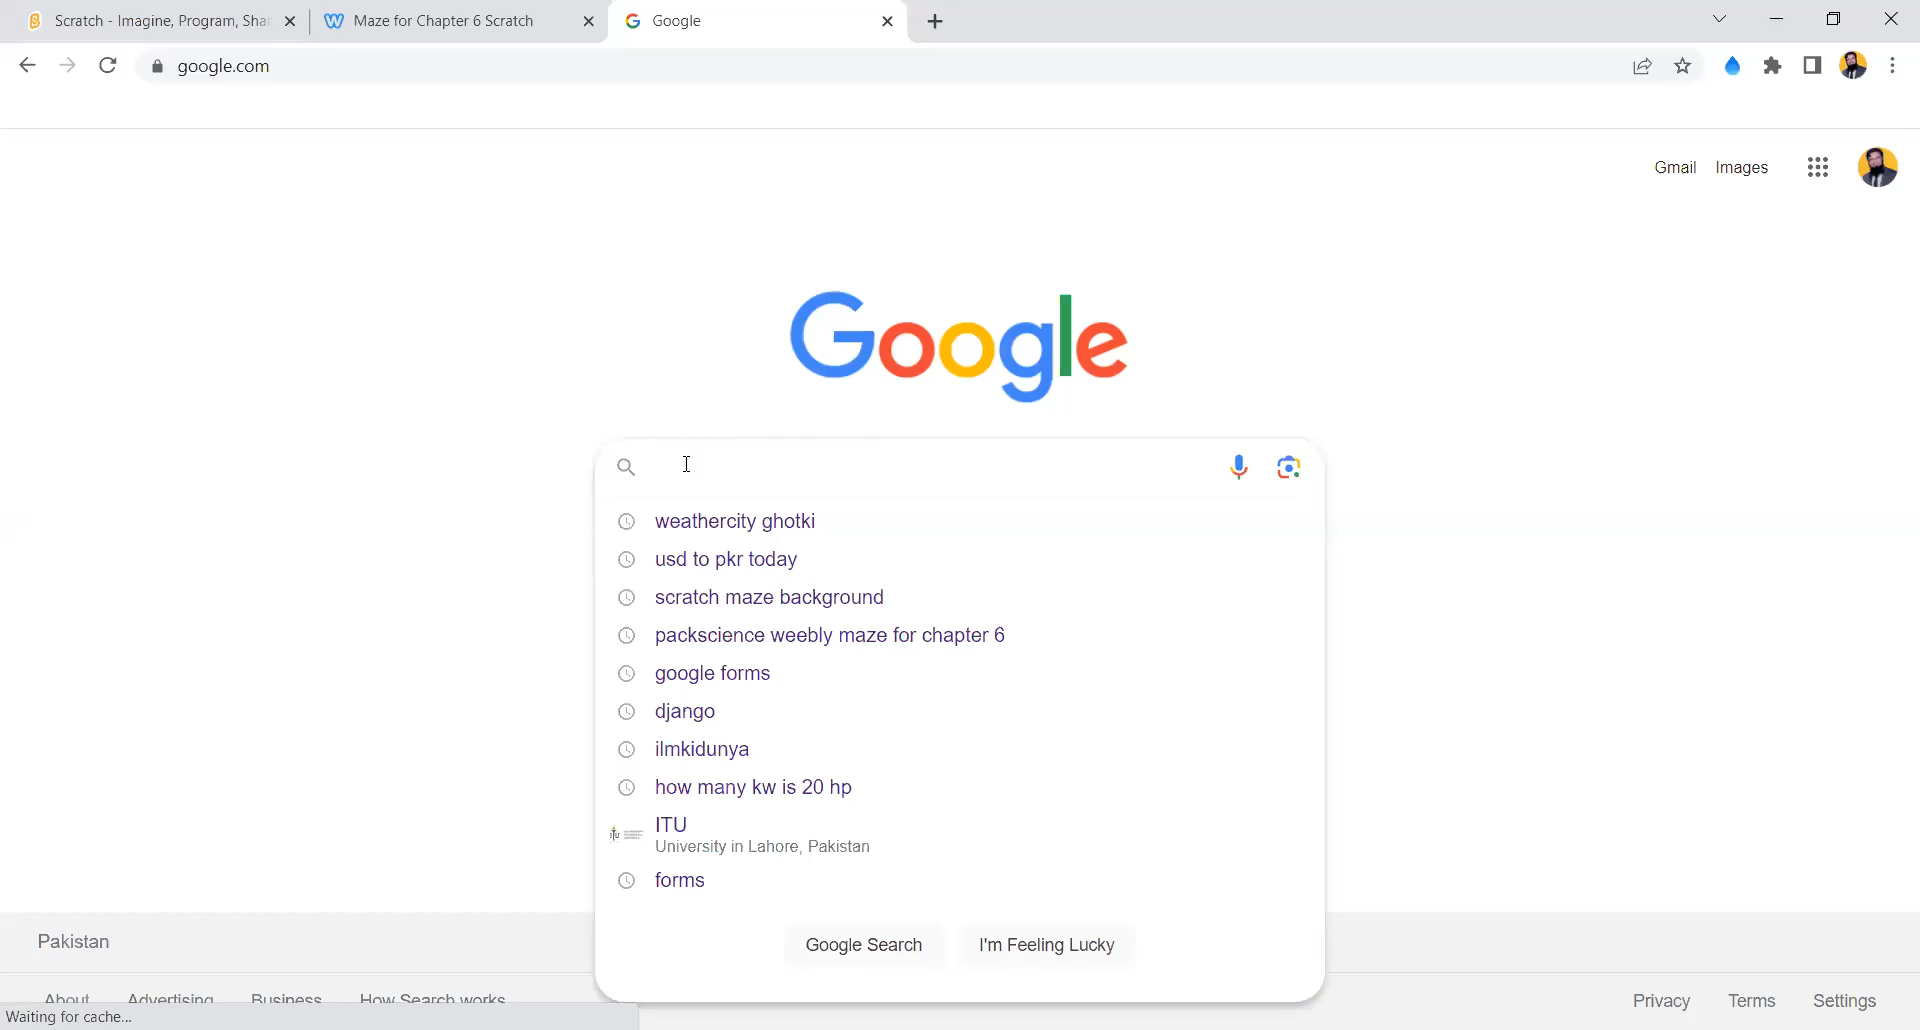 Scratch - Imagine, Program, Shar
Maze for Chapter 6 Scratch
Google
google.com
Gmail Images
Google
weathercity ghotki
usd to pkr today
scratch maze background
packscience weebly maze for chapter 6
google forms
django
ilmkidunya
how many kw is 20 hp
ITU
University in Lahore, Pakistan
forms
Google Search I'm Feeling Lucky
Pakistan
About Advertising Business How Search works
Privacy Terms Settings
Waiting for cache...